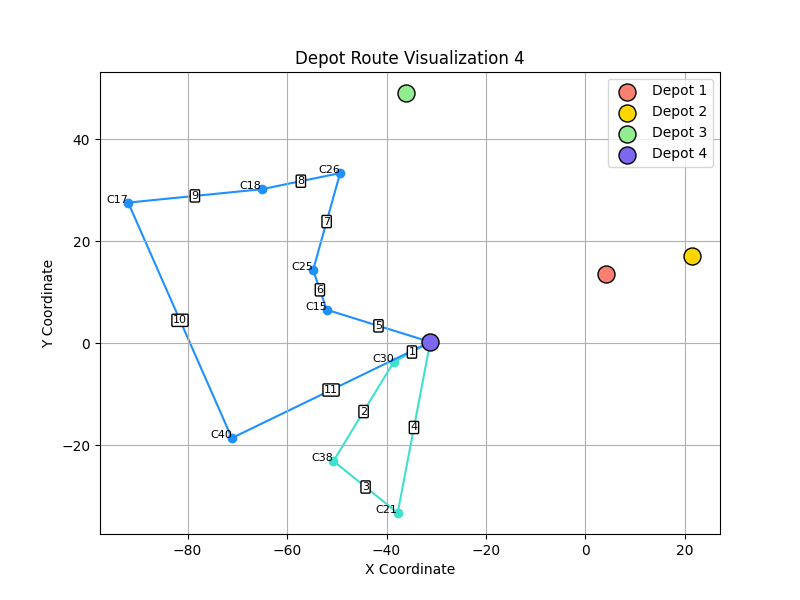 Depot Route Visualization 4
Depot 1
Depot 2
Depot 3
Depot 4
Y Coordinate
40
20
0
−20
C26
C18
8
C17
9
7
C25
6
C15
10
5
1
C30
11
2
4
C40
C38
3
C21
−80
−60
−40
−20
0
20
X Coordinate